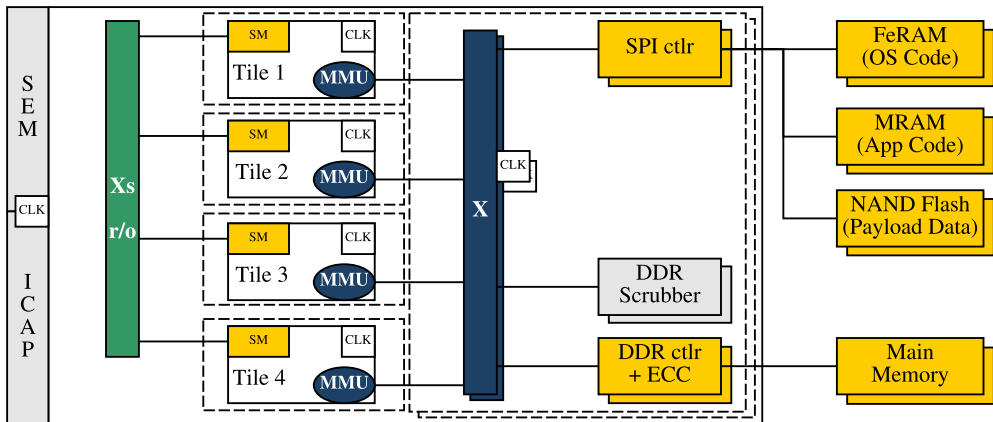 S
E
M
CLK
I
C
A
P
Xs
r/o
SM
CLK
Tile 1
MMU
SM
CLK
Tile 2
MMU
SM
CLK
Tile 3
MMU
SM
CLK
Tile 4
MMU
X
CLK
SPI ctlr
DDR
Scrubber
DDR ctlr
+ ECC
FeRAM
(OS Code)
MRAM
(App Code)
NAND Flash
(Payload Data)
Main
Memory